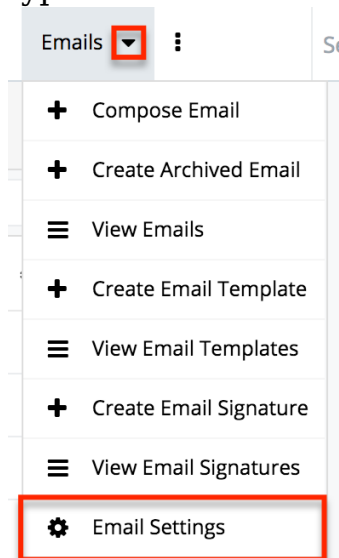 Emails
Compose Email
Create Archived Email
View Emails
Create Email Template
View Email Templates
Create Email Signature
View Email Signatures
Email Settings